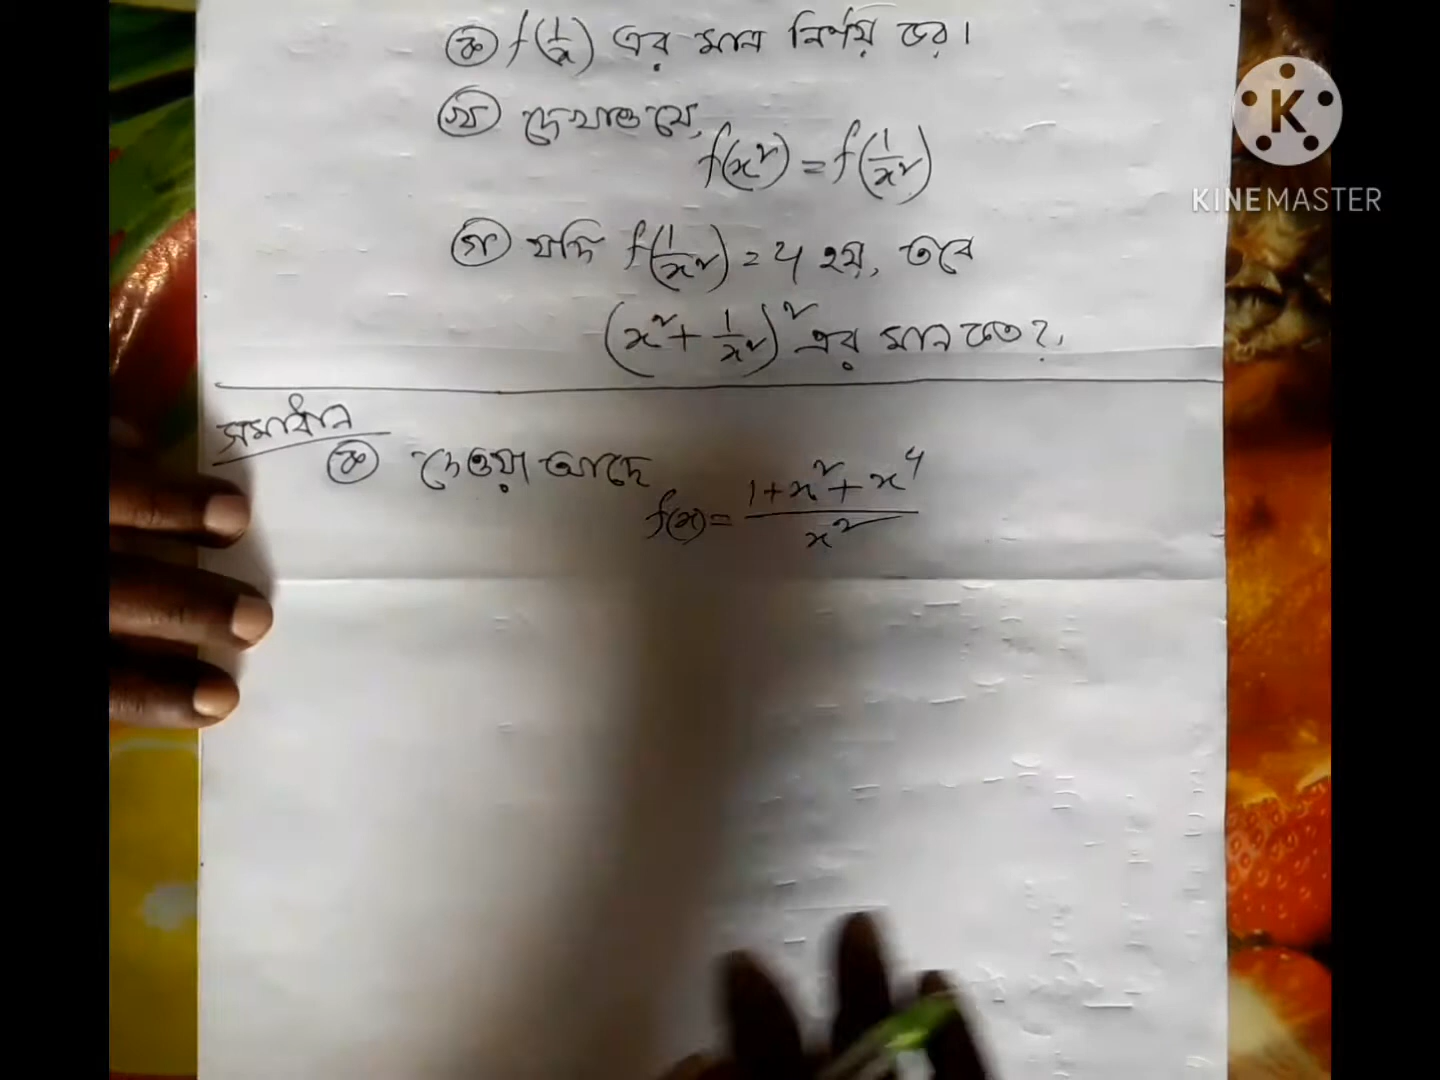 (ক) f(1/x) এর মান নির্ণয় কর।
K
(খ) দেখাও যে,
f(x²) = f(1/x²)
KINEMASTER
(গ) যদি f(1/x²) = 4 হয়, তবে
(x² + 1/x²)² এর মান কত?
সমাধান
(ক) দেওয়া আছে
f(x) = (1+x²+x⁴)/x²